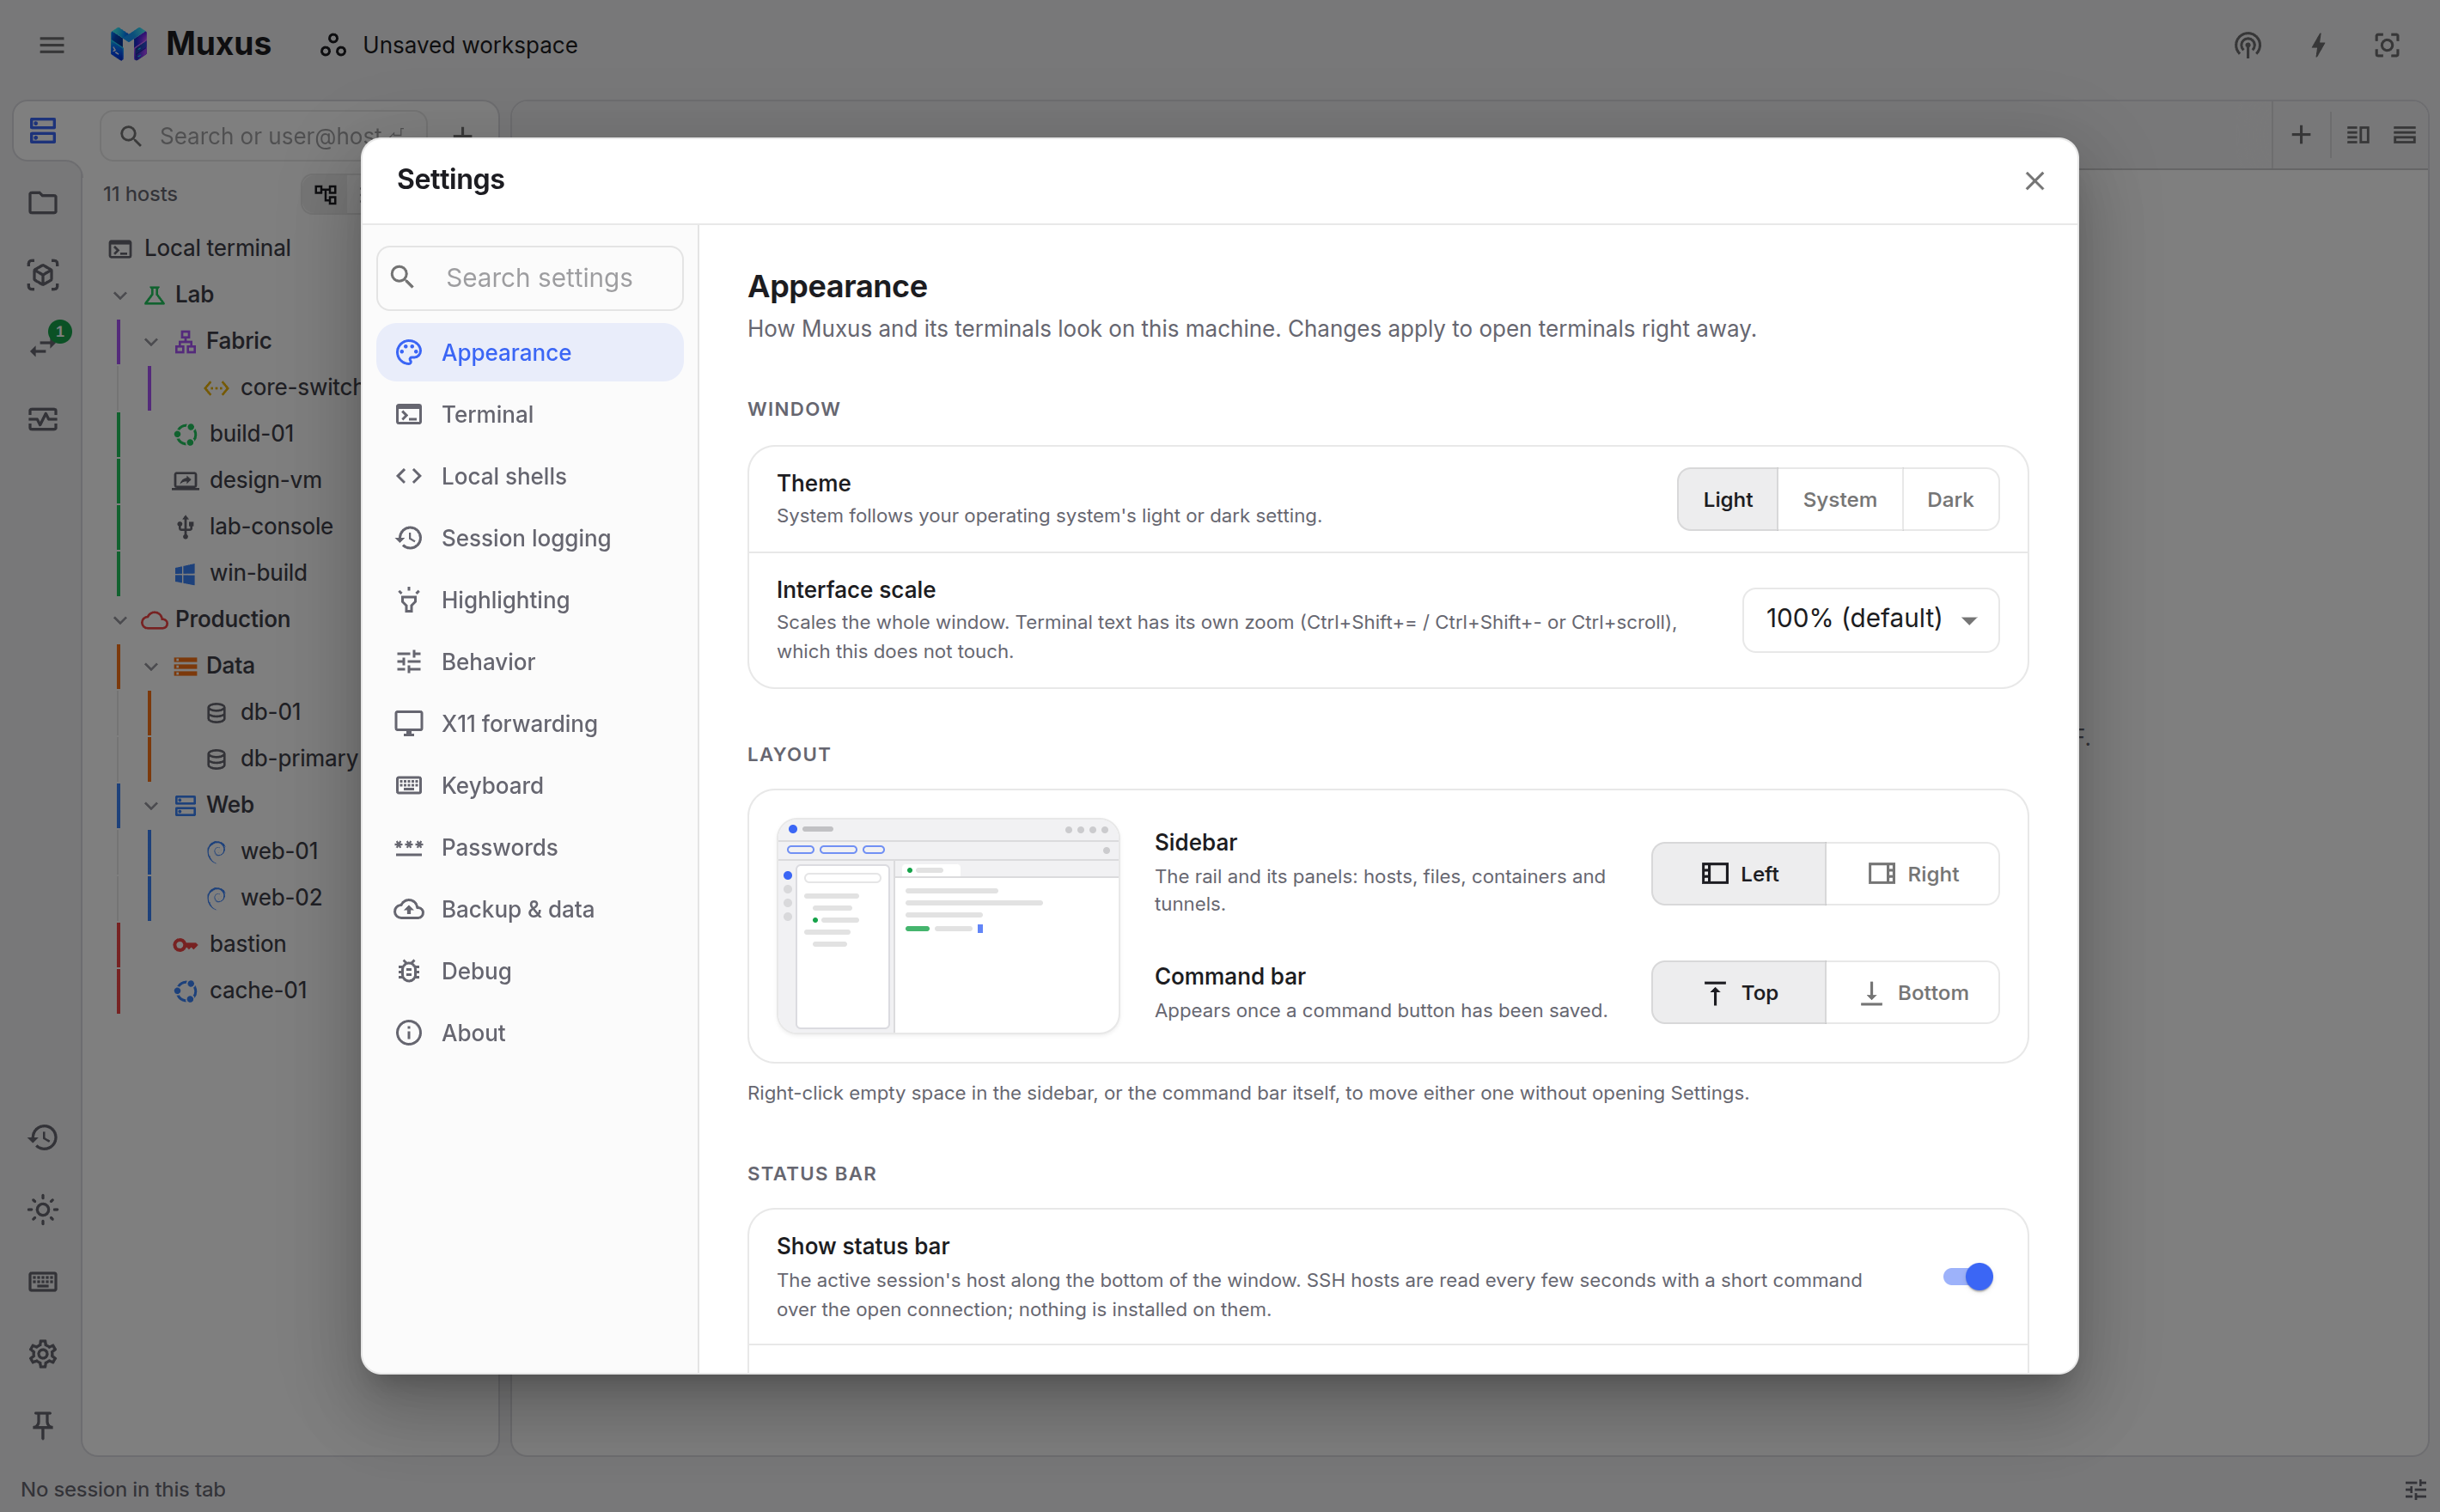 Muxus
Unsaved workspace
Search or user@host
11 hosts
Local terminal
Lab
Fabric
core-switch
build-01
design-vm
lab-console
win-build
Production
Data
db-01
db-primary
Web
web-01
web-02
bastion
cache-01
1
No session in this tab
Settings
Search settings
Appearance
Terminal
Local shells
Session logging
Highlighting
Behavior
X11 forwarding
Keyboard
Passwords
Backup & data
Debug
About
Appearance
How Muxus and its terminals look on this machine. Changes apply to open terminals right away.
WINDOW
Theme
System follows your operating system's light or dark setting.
Light
System
Dark
Interface scale
Scales the whole window. Terminal text has its own zoom (Ctrl+Shift+= / Ctrl+Shift+- or Ctrl+scroll),
which this does not touch.
100% (default)
LAYOUT
Sidebar
The rail and its panels: hosts, files, containers and
tunnels.
Left
Right
Command bar
Appears once a command button has been saved.
Top
Bottom
Right-click empty space in the sidebar, or the command bar itself, to move either one without opening Settings.
STATUS BAR
Show status bar
The active session's host along the bottom of the window. SSH hosts are read every few seconds with a short command
over the open connection; nothing is installed on them.